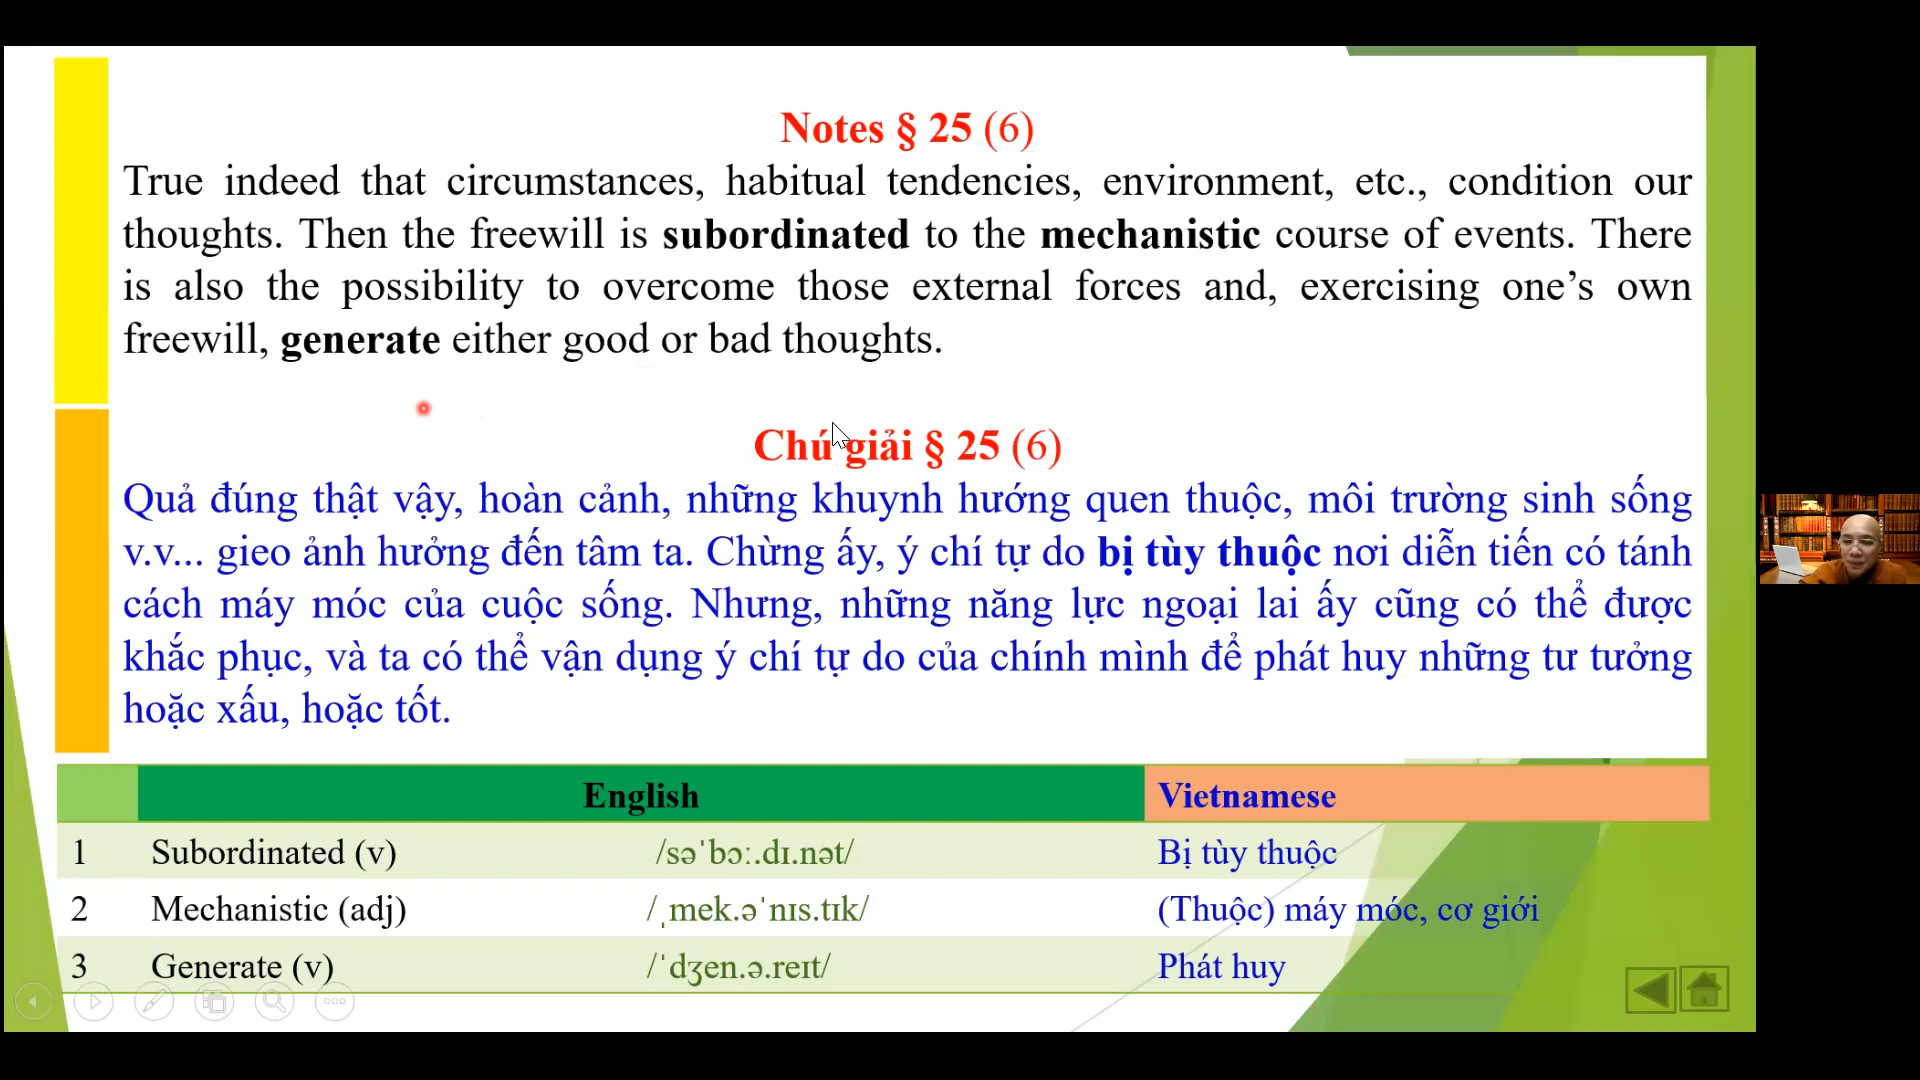 Notes § 25 (6)
True indeed that circumstances, habitual tendencies, environment, etc., condition our
thoughts. Then the freewill is subordinated to the mechanistic course of events. There
is also the possibility to overcome those external forces and, exercising one’s own
freewill, generate either good or bad thoughts.
Chú giải § 25 (6)
Quả đúng thật vậy, hoàn cảnh, những khuynh hướng quen thuộc, môi trường sinh sống
v.v... gieo ảnh hưởng đến tâm ta. Chừng ấy, ý chí tự do bị tùy thuộc nơi diễn tiến có tánh
cách máy móc của cuộc sống. Nhưng, những năng lực ngoại lai ấy cũng có thể được
khắc phục, và ta có thể vận dụng ý chí tự do của chính mình để phát huy những tư tưởng
hoặc xấu, hoặc tốt.
English Vietnamese
1 Subordinated (v) /səˈbɔː.dɪ.nət/ Bị tùy thuộc
2 Mechanistic (adj) /ˌmek.əˈnɪs.tɪk/ (Thuộc) máy móc, cơ giới
3 Generate (v) /ˈdʒen.ə.reɪt/ Phát huy